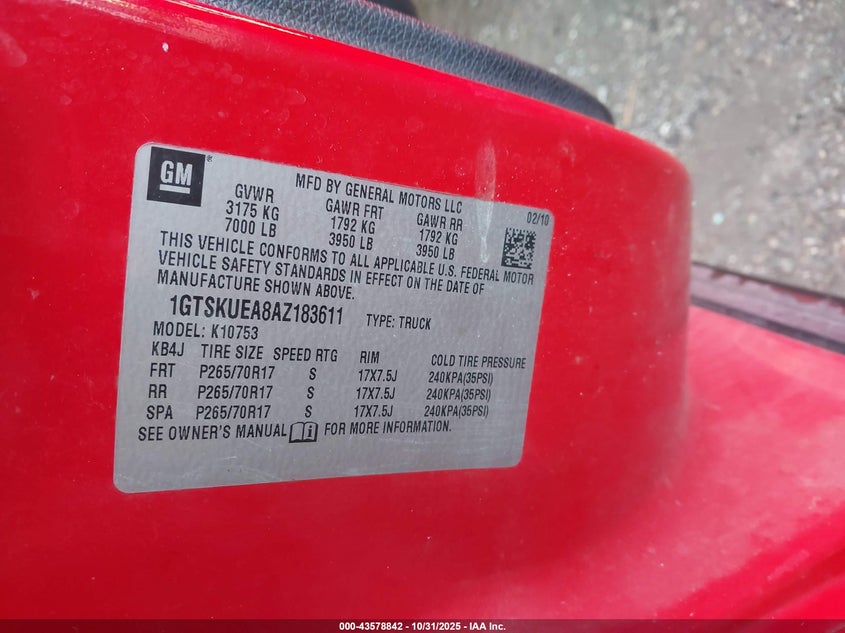 GM®
MFD BY GENERAL MOTORS LLC
02/10
GVWR GAWR FRT GAWR RR
3175 KG 1792 KG 1792 KG
7000 LB 3950 LB 3950 LB
THIS VEHICLE CONFORMS TO ALL APPLICABLE U.S. FEDERAL MOTOR
VEHICLE SAFETY STANDARDS IN EFFECT ON THE DATE OF
MANUFACTURE SHOWN ABOVE.
1GTSKUEA8AZ183611 TYPE: TRUCK
MODEL: K10753
KB4J TIRE SIZE SPEED RTG RIM COLD TIRE PRESSURE
FRT P265/70R17 S 17X7.5J 240KPA(35PSI)
RR P265/70R17 S 17X7.5J 240KPA(35PSI)
SPA P265/70R17 S 17X7.5J 240KPA(35PSI)
SEE OWNER'S MANUAL i FOR MORE INFORMATION.
000-43578842 - 10/31/2025 - IAA Inc.